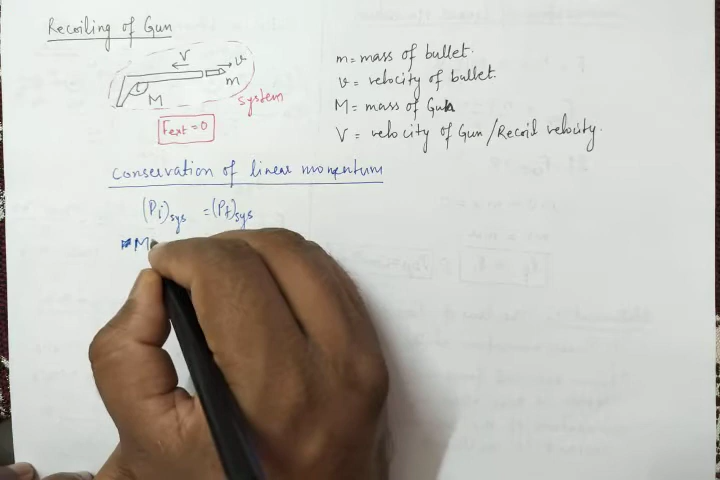 Recoiling of Gun
V
v
m
M
system
Fext = 0
m = mass of bullet.
v = velocity of bullet.
M = mass of Gun
V = velocity of Gun / Recoil velocity.
Conservation of linear momentum
(Pi)sys = (Pf)sys
M